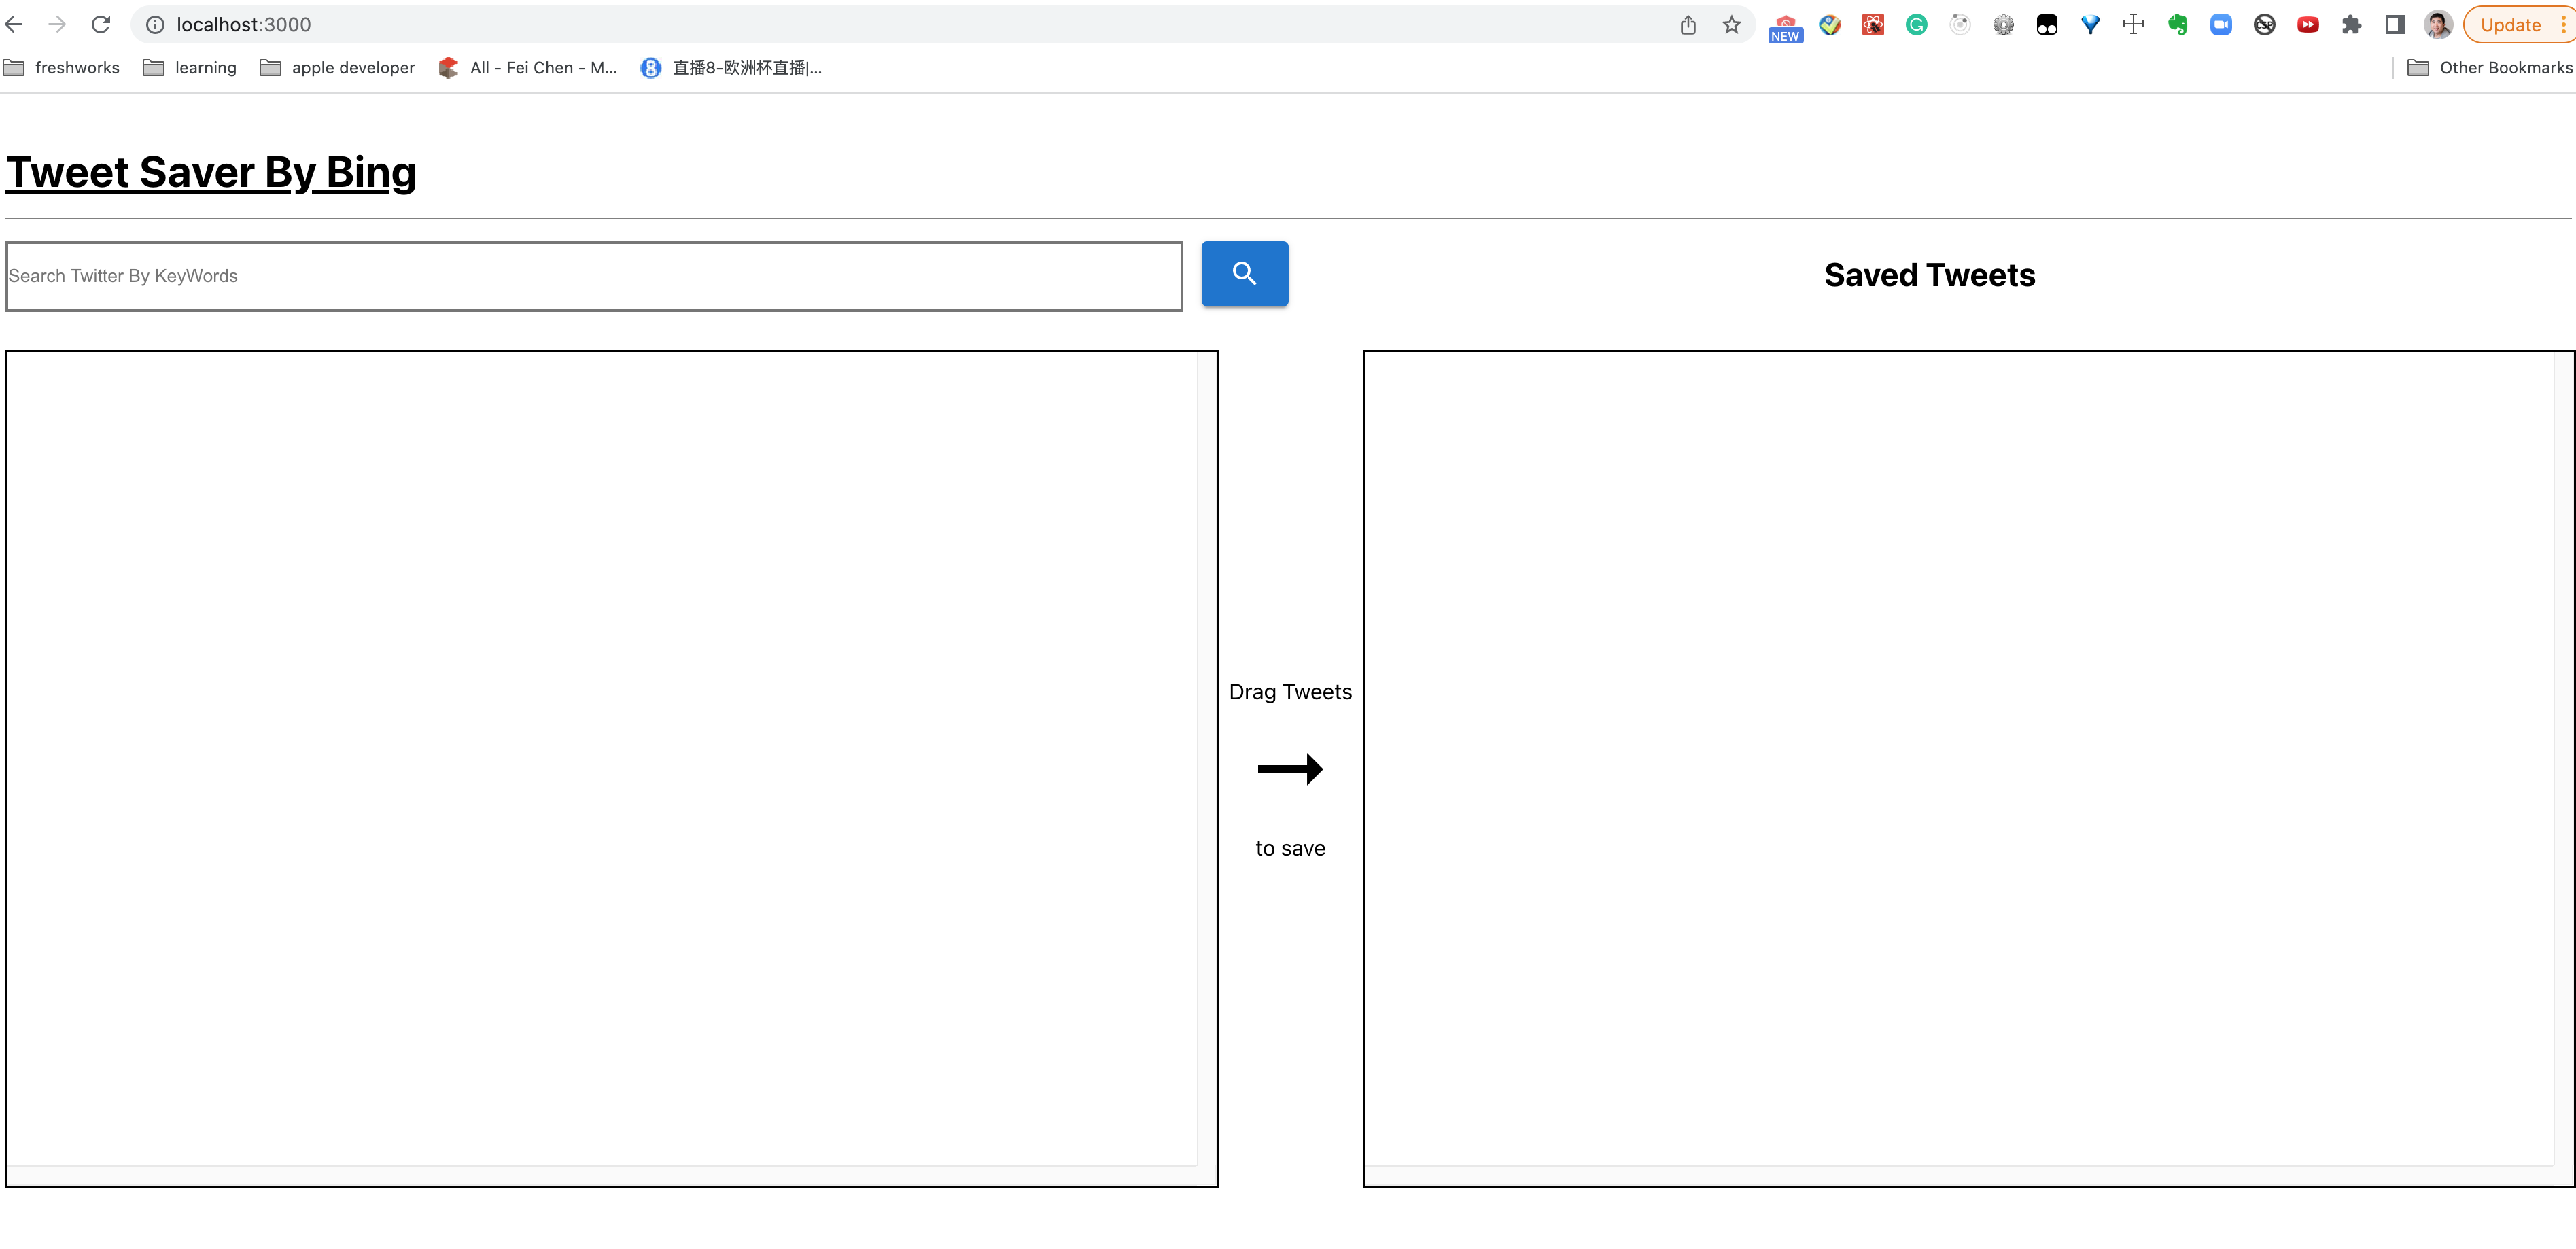 localhost:3000
NEW
Update
freshworks
learning
apple developer
All - Fei Chen - M...
8
直播8-欧洲杯直播|...
Other Bookmarks
Tweet Saver By Bing
Search Twitter By KeyWords
Saved Tweets
Drag Tweets
to save